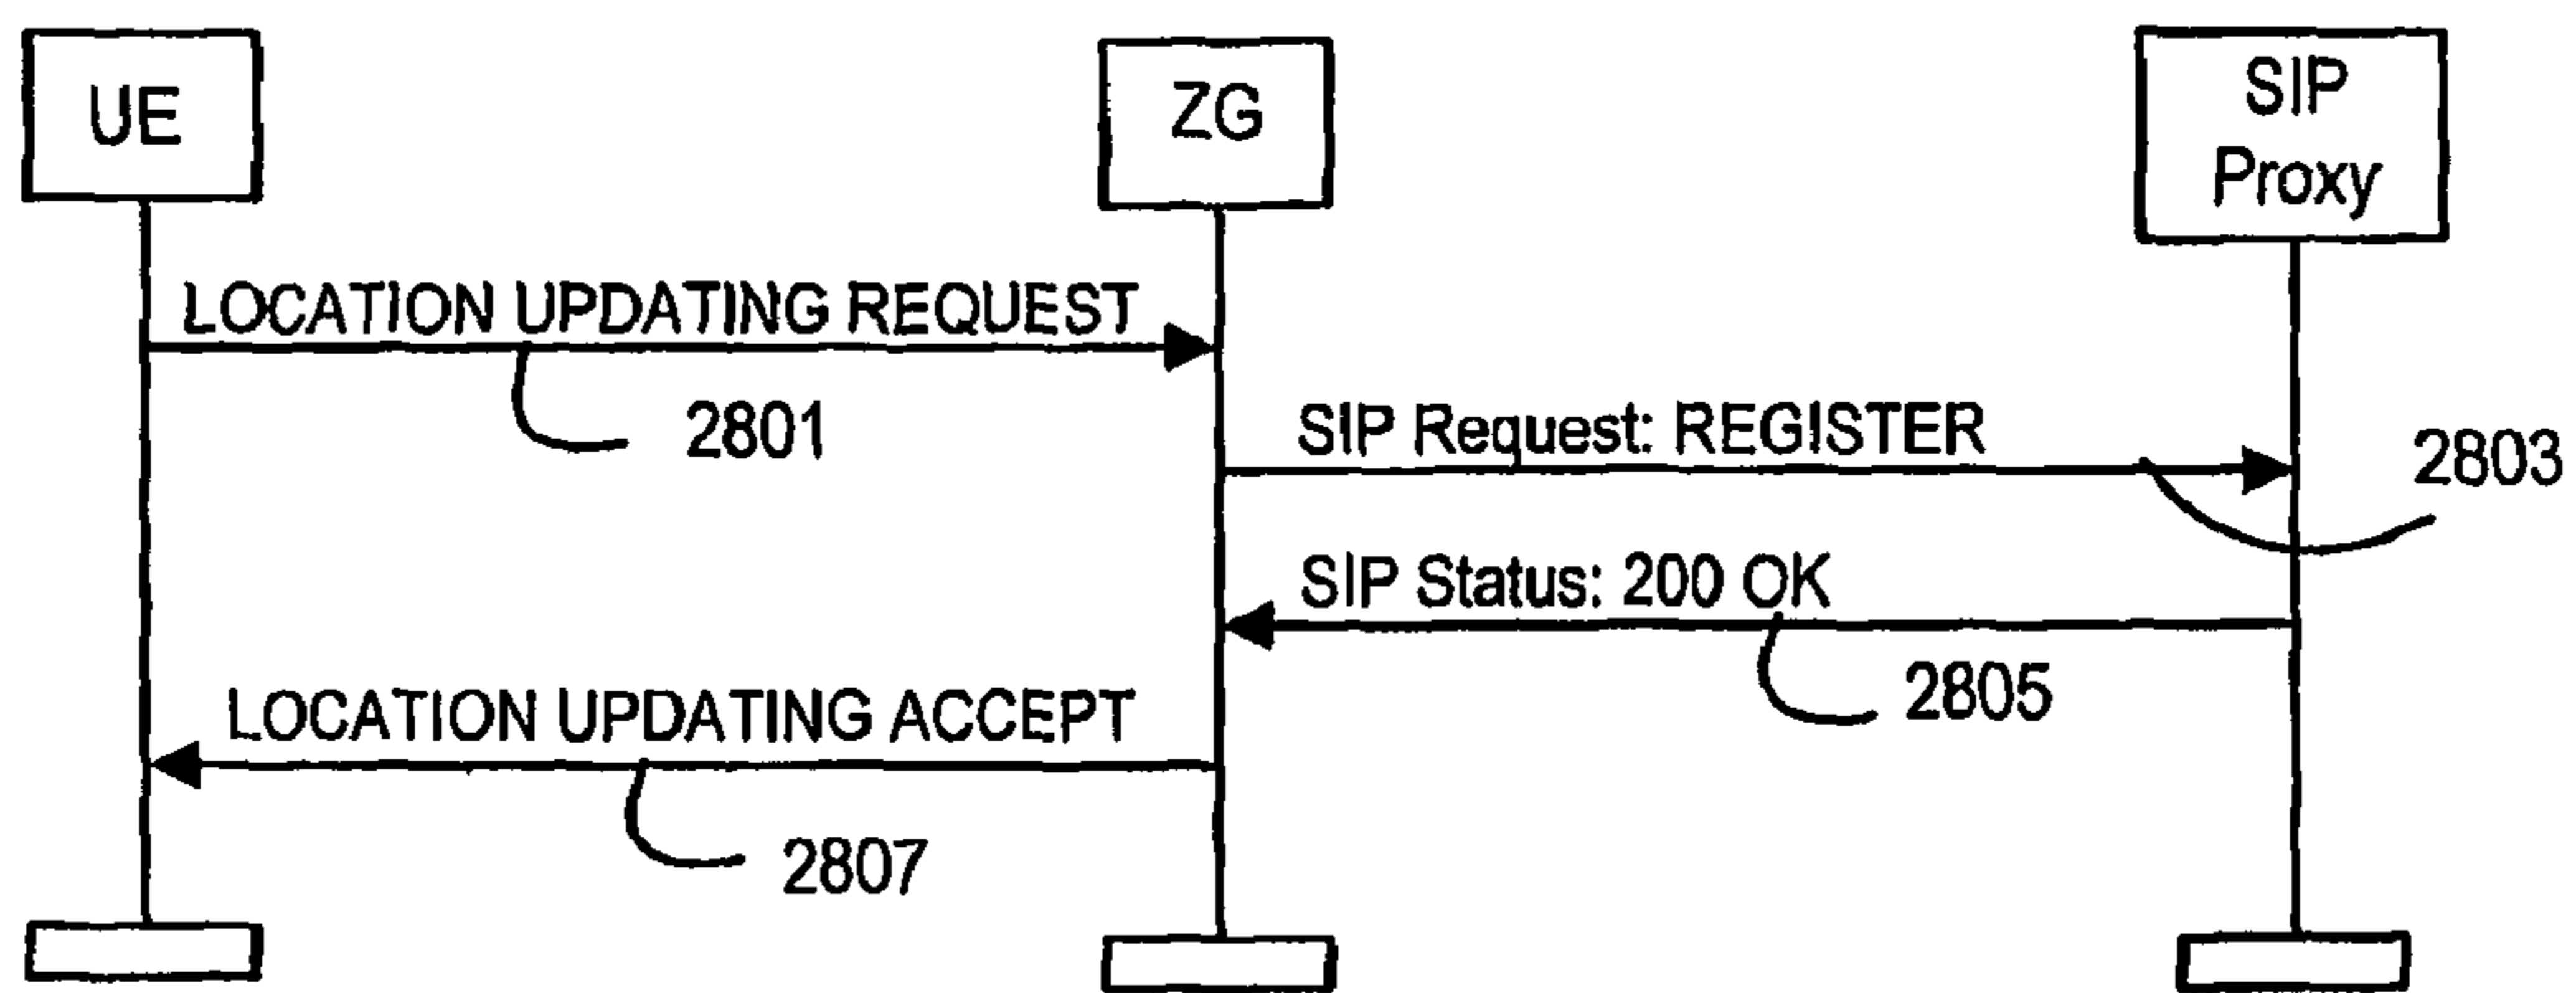 UE
ZG
SIP
Proxy
LOCATION UPDATING REQUEST
2801
SIP Request: REGISTER
2803
SIP Status: 200 OK
2805
LOCATION UPDATING ACCEPT
2807